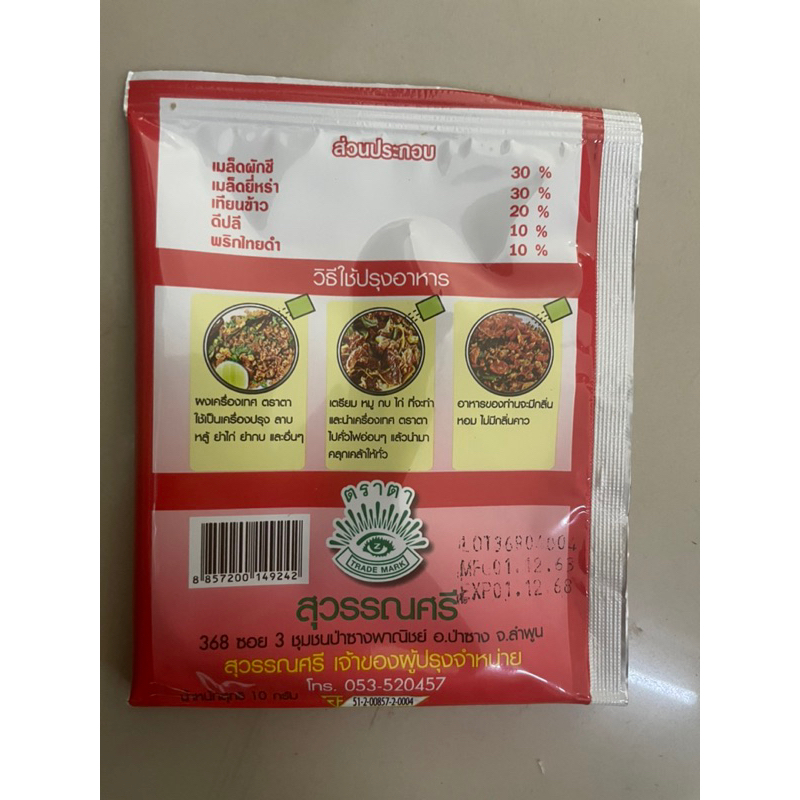 ส่วนประกอบ
เมล็ดผักชี 30 %
เมล็ดยี่หร่า 30 %
เทียนข้าว 20 %
ดีปลี 10 %
พริกไทยดำ 10 %
วิธีใช้ปรุงอาหาร
ผงเครื่องเทศ ตราตา
ใช้เป็นเครื่องปรุง ลาบ
หลู้ ยำไก่ ยำกบ และอื่นๆ
เตรียม หมู กบ ไก่ ที่จะทำ
และนำเครื่องเทศ ตราตา
ไปคั่วไฟอ่อนๆ แล้วนำมา
คลุกเคล้าให้ทั่ว
อาหารของท่านจะมีกลิ่น
หอม ไม่มีกลิ่นคาว
ตราตา
Z
TRADE MARK
8 857200 149242
MFG01.12.65
EXP01.12.68
สุวรรณศรี
368 ซอย 3 ชุมชนป่าซางพาณิชย์ อ.ป่าซาง จ.ลำพูน
สุวรรณศรี เจ้าของผู้ปรุงจำหน่าย
โทร. 053-520457
น้ำหนักสุทธิ 10 กรัม
51-2-00857-2-0004